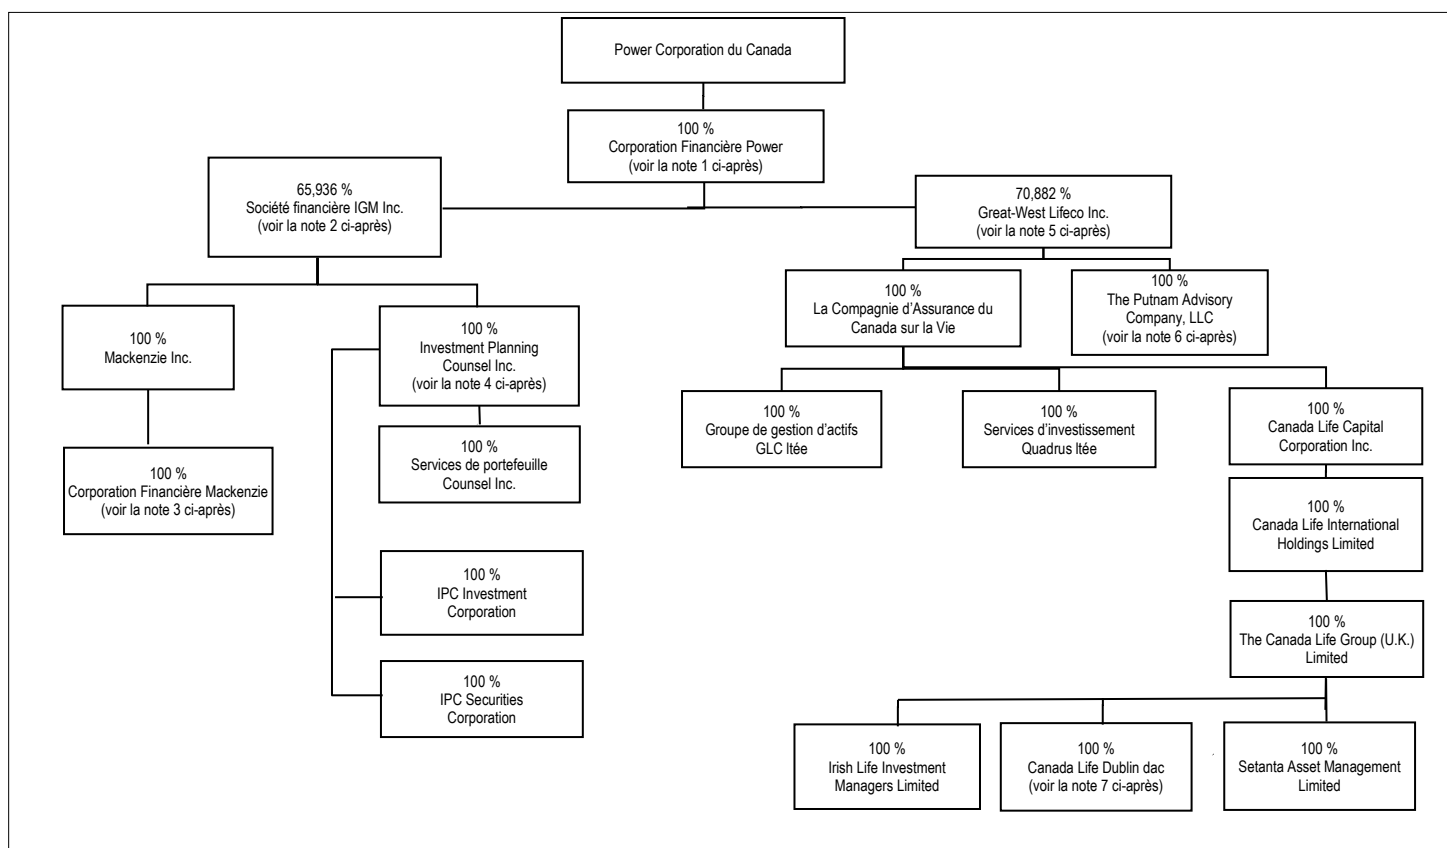 Power Corporation du Canada
100 %
Corporation Financière Power
(voir la note 1 ci-après)
65,936 %
Société financière IGM Inc.
(voir la note 2 ci-après)
70,882 %
Great-West Lifeco Inc.
(voir la note 5 ci-après)
100 %
Mackenzie Inc.
100 %
Investment Planning
Counsel Inc.
(voir la note 4 ci-après)
100 %
La Compagnie d'Assurance du
Canada sur la Vie
100 %
The Putnam Advisory
Company, LLC
(voir la note 6 ci-après)
100 %
Corporation Financière Mackenzie
(voir la note 3 ci-après)
100 %
Services de portefeuille
Counsel Inc.
100 %
Groupe de gestion d'actifs
GLC ltée
100 %
Services d'investissement
Quadrus ltée
100 %
Canada Life Capital
Corporation Inc.
100 %
Canada Life International
Holdings Limited
100 %
IPC Investment
Corporation
100 %
The Canada Life Group (U.K.)
Limited
100 %
IPC Securities
Corporation
100 %
Irish Life Investment
Managers Limited
100 %
Canada Life Dublin dac
(voir la note 7 ci-après)
100 %
Setanta Asset Management
Limited